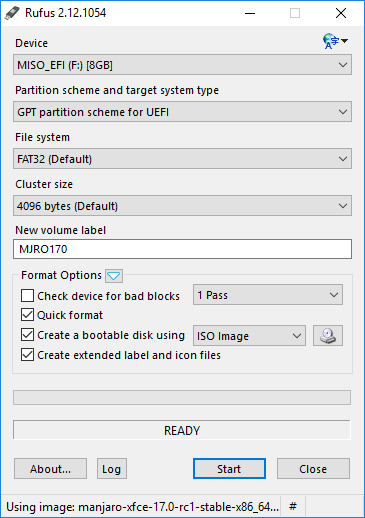 Rufus 2.12.1054
Device
MISO_EFI (F:) [8GB]
Partition scheme and target system type
GPT partition scheme for UEFI
File system
FAT32 (Default)
Cluster size
4096 bytes (Default)
New volume label
MJRO170
Format Options
Check device for bad blocks 1 Pass
Quick format
Create a bootable disk using ISO Image
Create extended label and icon files
READY
About... Log Start Close
Using image: manjaro-xfce-17.0-rc1-stable-x86_64... #